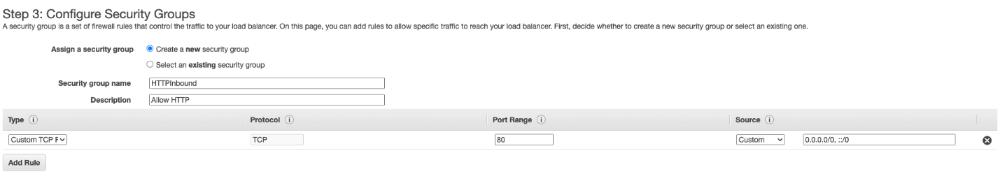 Step 3: Configure Security Groups
A security group is a set of firewall rules that control the traffic to your load balancer. On this page, you can add rules to allow specific traffic to reach your load balancer. First, decide whether to create a new security group or select an existing one.
Assign a security group Create a new security group
Select an existing security group
Security group name HTTPInbound
Description Allow HTTP
Type i Protocol i Port Range i Source i
Custom TCP F TCP 80 Custom 0.0.0.0/0, ::/0
Add Rule